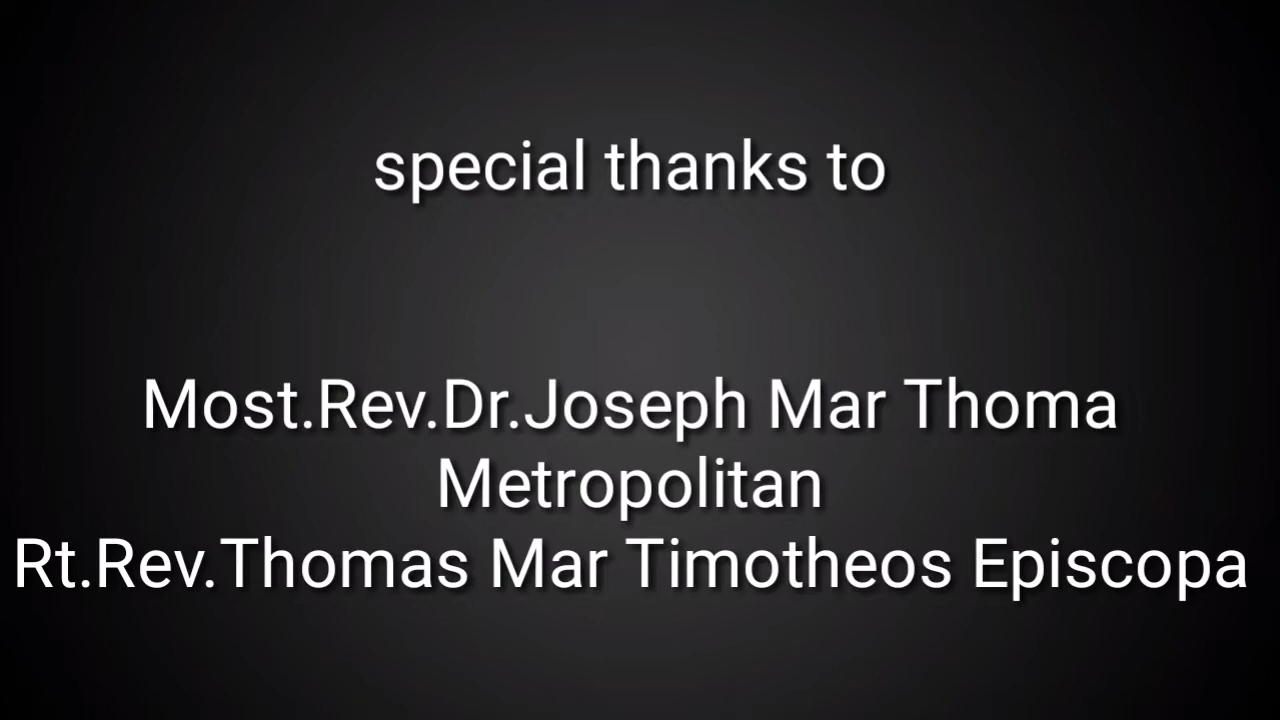 special thanks to
Most.Rev.Dr.Joseph Mar Thoma
Metropolitan
Rt.Rev.Thomas Mar Timotheos Episcopa